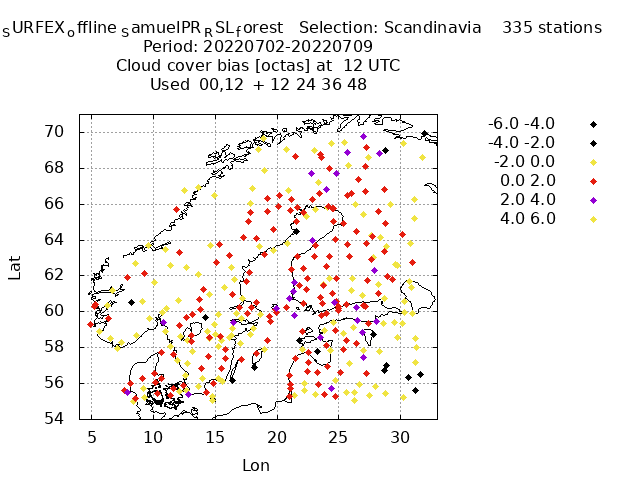 SURFEXoffline SamuelPRRSLforest Selection: Scandinavia 335 stations
Period: 20220702-20220709
Cloud cover bias [octas] at 12 UTC
Used 00,12 + 12 24 36 48
70
68
66
64
62
60
58
56
54
5 10 15 20 25 30
Lat
Lon
-6.0 -4.0
-4.0 -2.0
-2.0 0.0
0.0 2.0
2.0 4.0
4.0 6.0